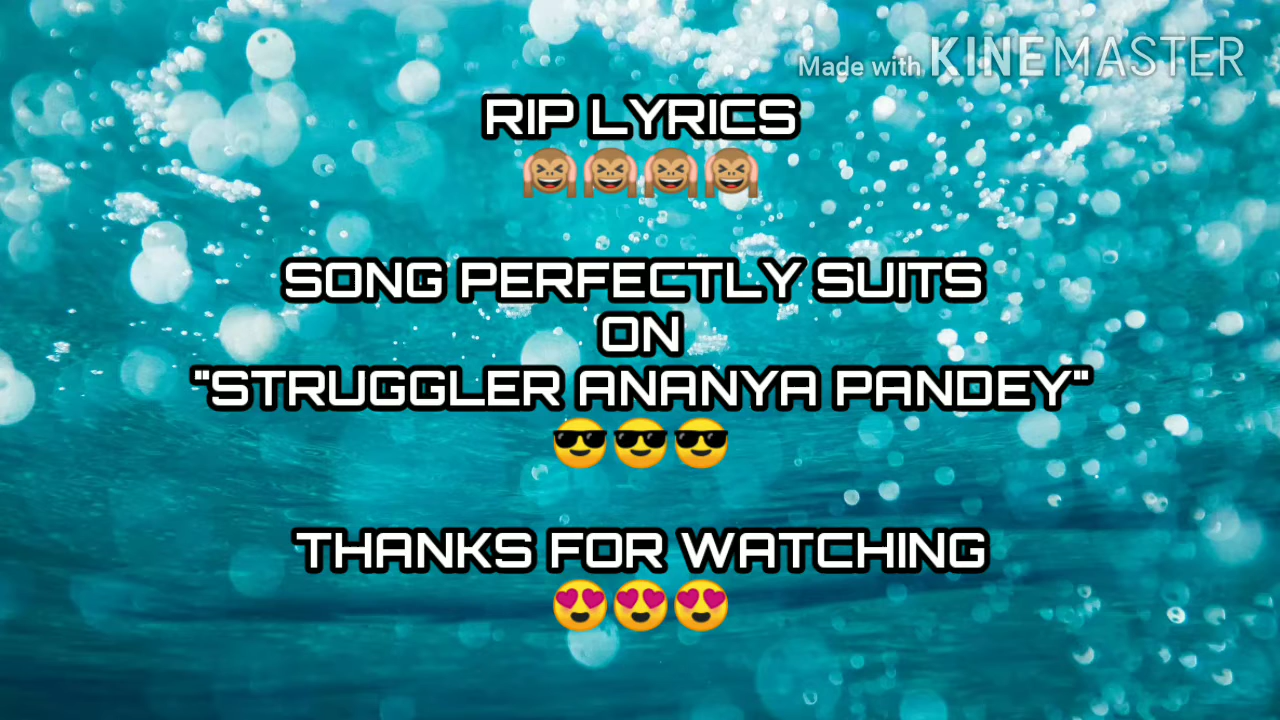 Made with KINEMASTER
RIP LYRICS
🙈😆🙈😆🙈😆🙈😆
SONG PERFECTLY SUITS
ON
"STRUGGLER ANANYA PANDEY"
😎😎😎
THANKS FOR WATCHING
😍😍😍